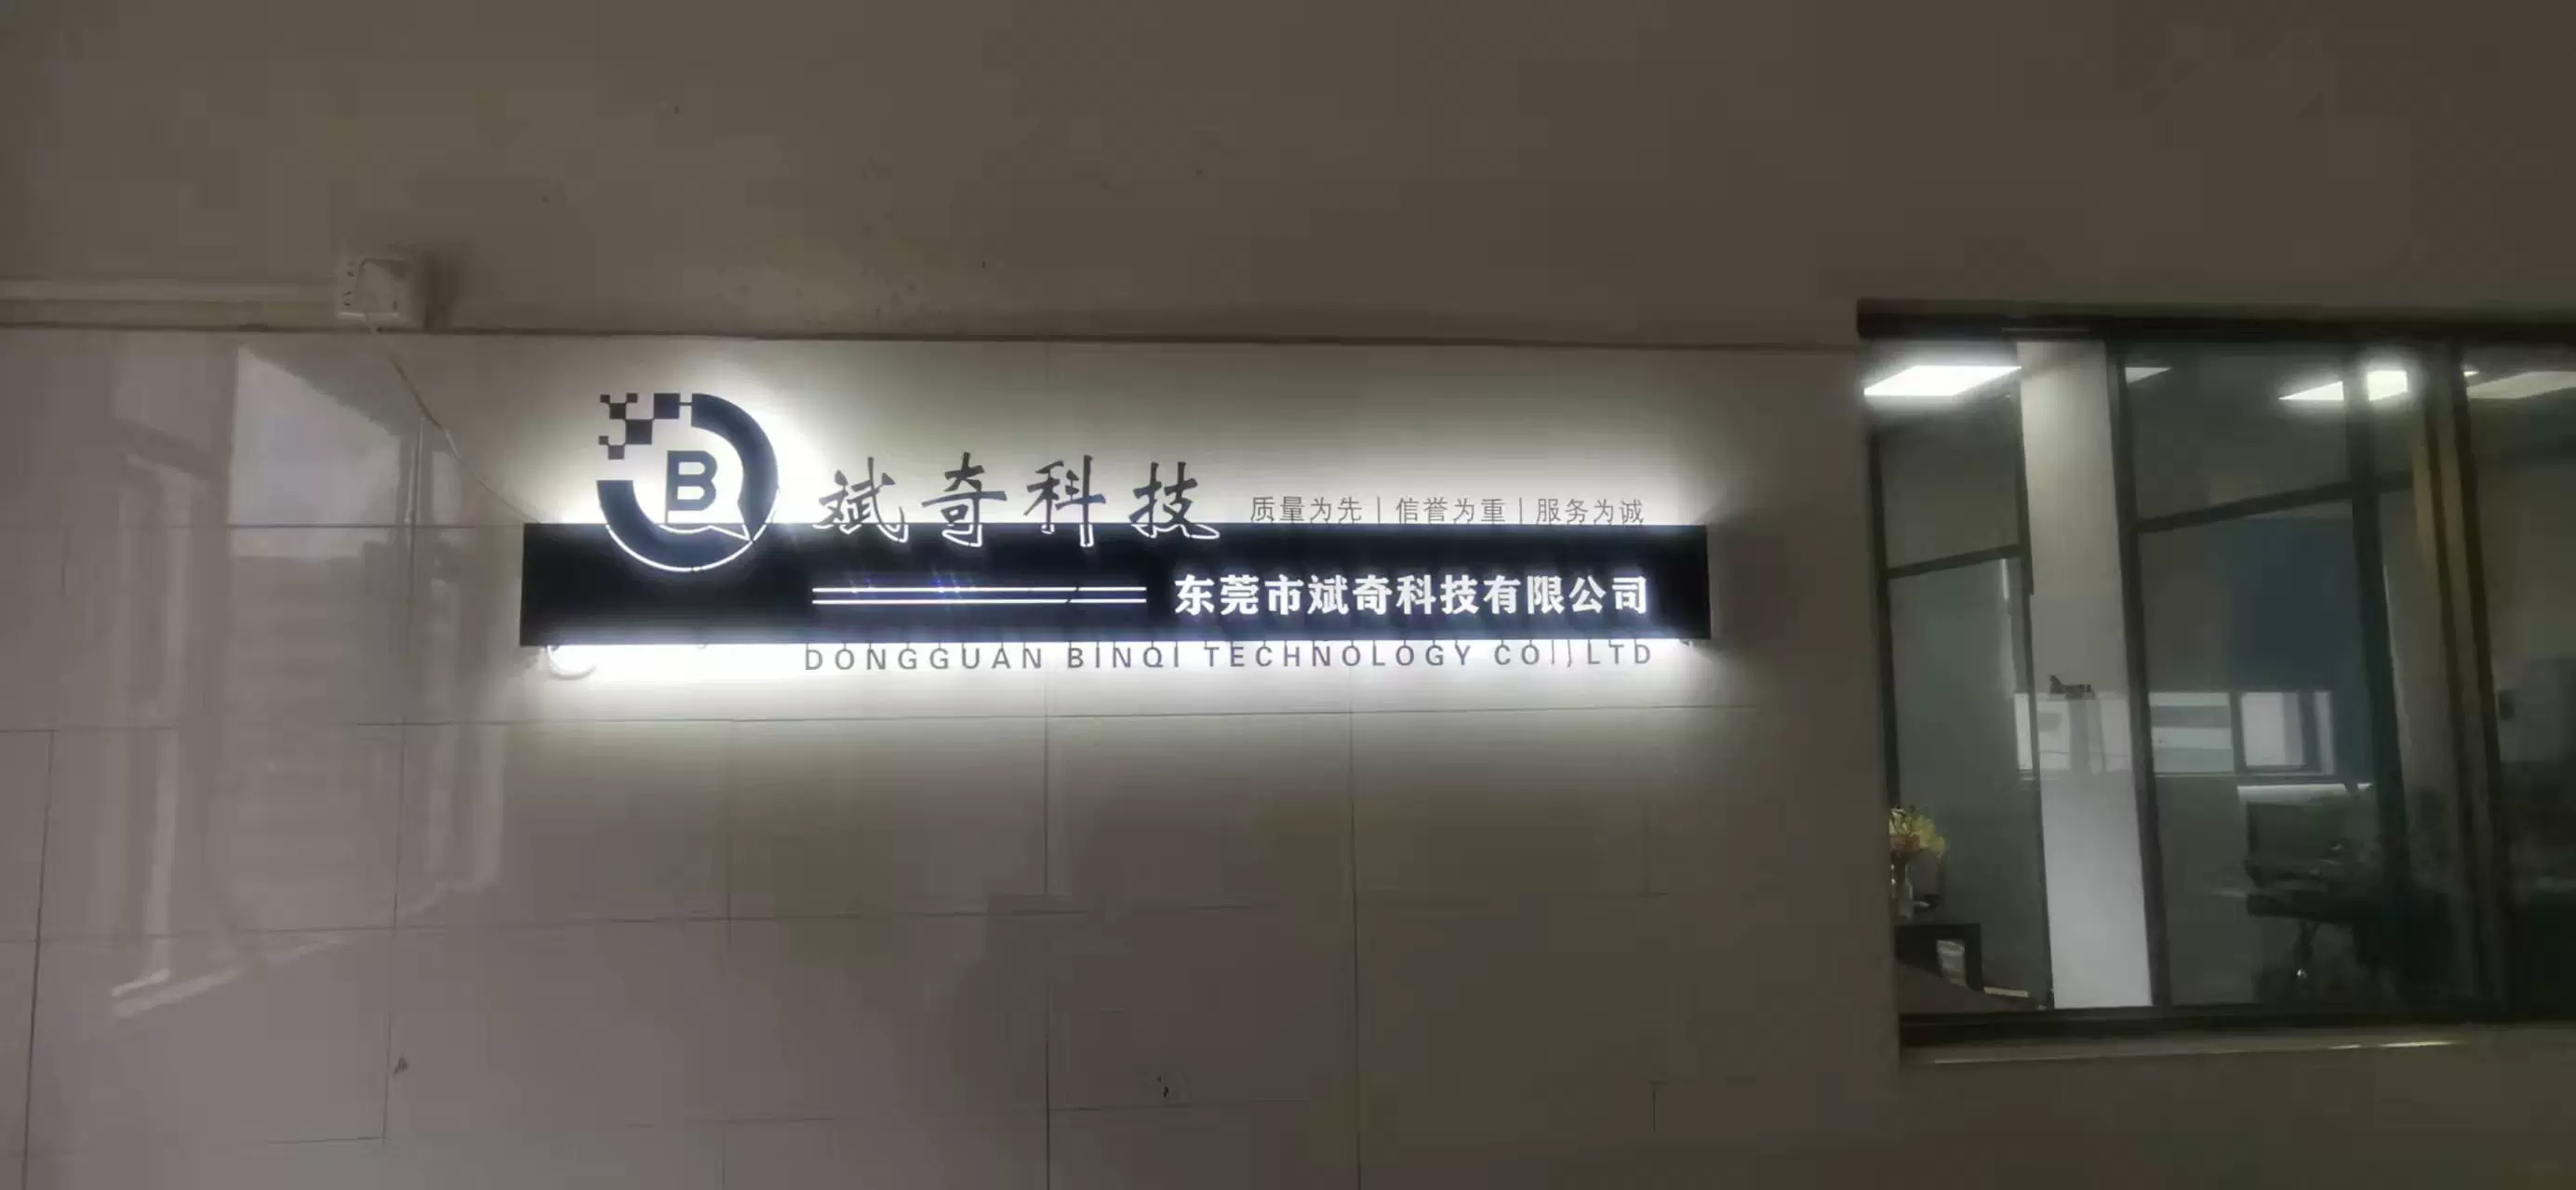 B
斌奇科技
质量为先|信誉为重|服务为诚
东莞市斌奇科技有限公司
DONGGUAN BINQI TECHNOLOGY CO.,LTD